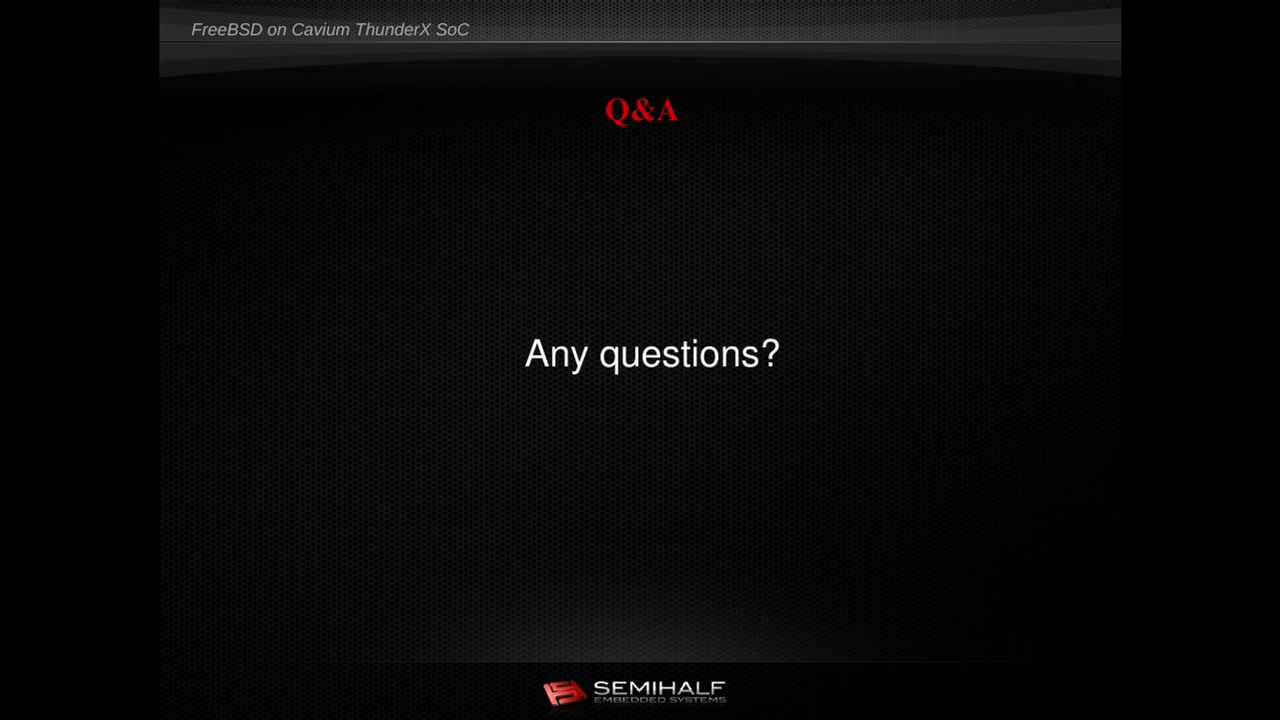 FreeBSD on Cavium ThunderX SoC
Q&A
Any questions?
SEMIHALF
EMBEDDED SYSTEMS